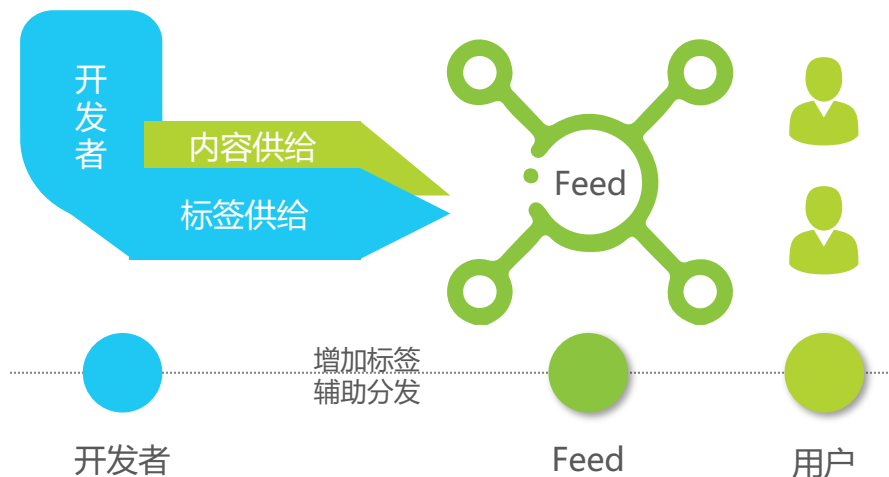 开发者
内容供给
标签供给
Feed
增加标签
辅助分发
开发者
Feed
用户